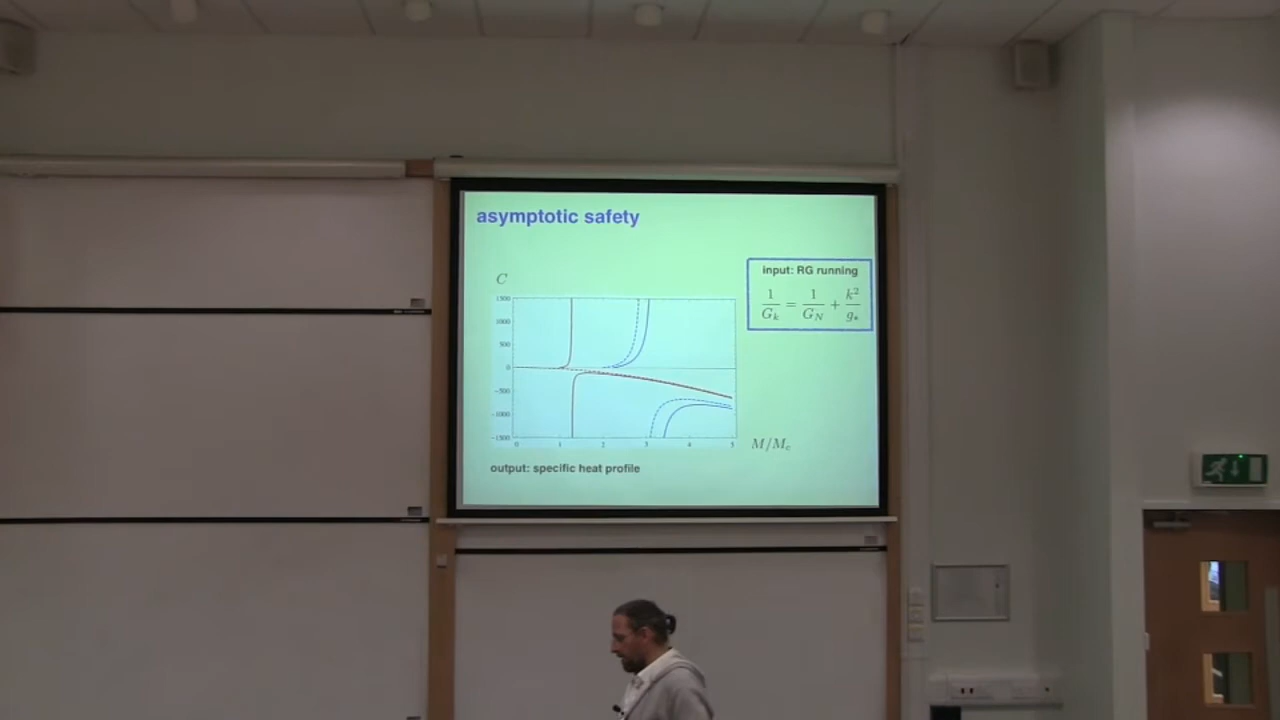 asymptotic safety
C
input: RG running
1/G_k = 1/G_N + k²/g_*
1500
1000
500
0
-500
-1000
-1500
0 1 2 3 4 5
M/M_c
output: specific heat profile